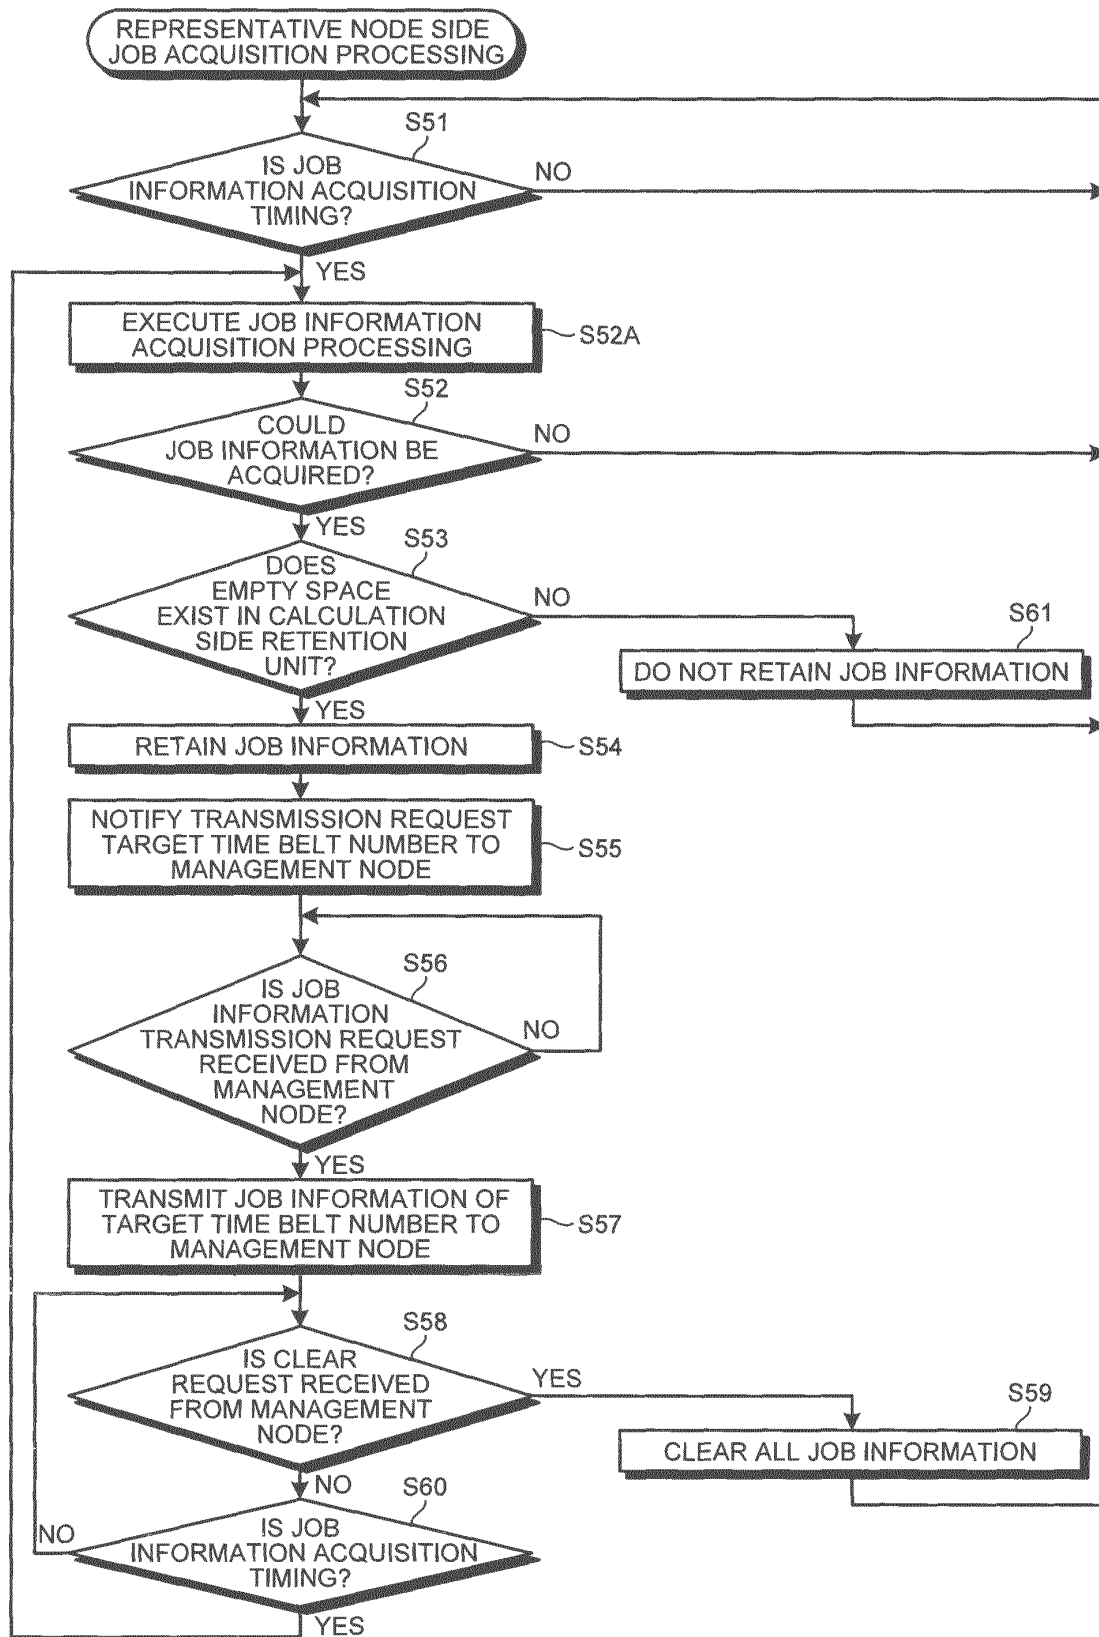 REPRESENTATIVE NODE SIDE
JOB ACQUISITION PROCESSING
S51
IS JOB
INFORMATION ACQUISITION
TIMING?
NO
YES
EXECUTE JOB INFORMATION
ACQUISITION PROCESSING
S52A
S52
COULD
JOB INFORMATION BE
ACQUIRED?
NO
YES
S53
DOES
EMPTY SPACE
EXIST IN CALCULATION
SIDE RETENTION
UNIT?
NO
S61
DO NOT RETAIN JOB INFORMATION
YES
RETAIN JOB INFORMATION
S54
NOTIFY TRANSMISSION REQUEST
TARGET TIME BELT NUMBER TO
MANAGEMENT NODE
S55
S56
IS JOB
INFORMATION
TRANSMISSION REQUEST
RECEIVED FROM
MANAGEMENT
NODE?
NO
YES
TRANSMIT JOB INFORMATION OF
TARGET TIME BELT NUMBER TO
MANAGEMENT NODE
S57
S58
IS CLEAR
REQUEST RECEIVED
FROM MANAGEMENT
NODE?
YES
S59
CLEAR ALL JOB INFORMATION
NO
S60
IS JOB
INFORMATION ACQUISITION
TIMING?
NO
YES